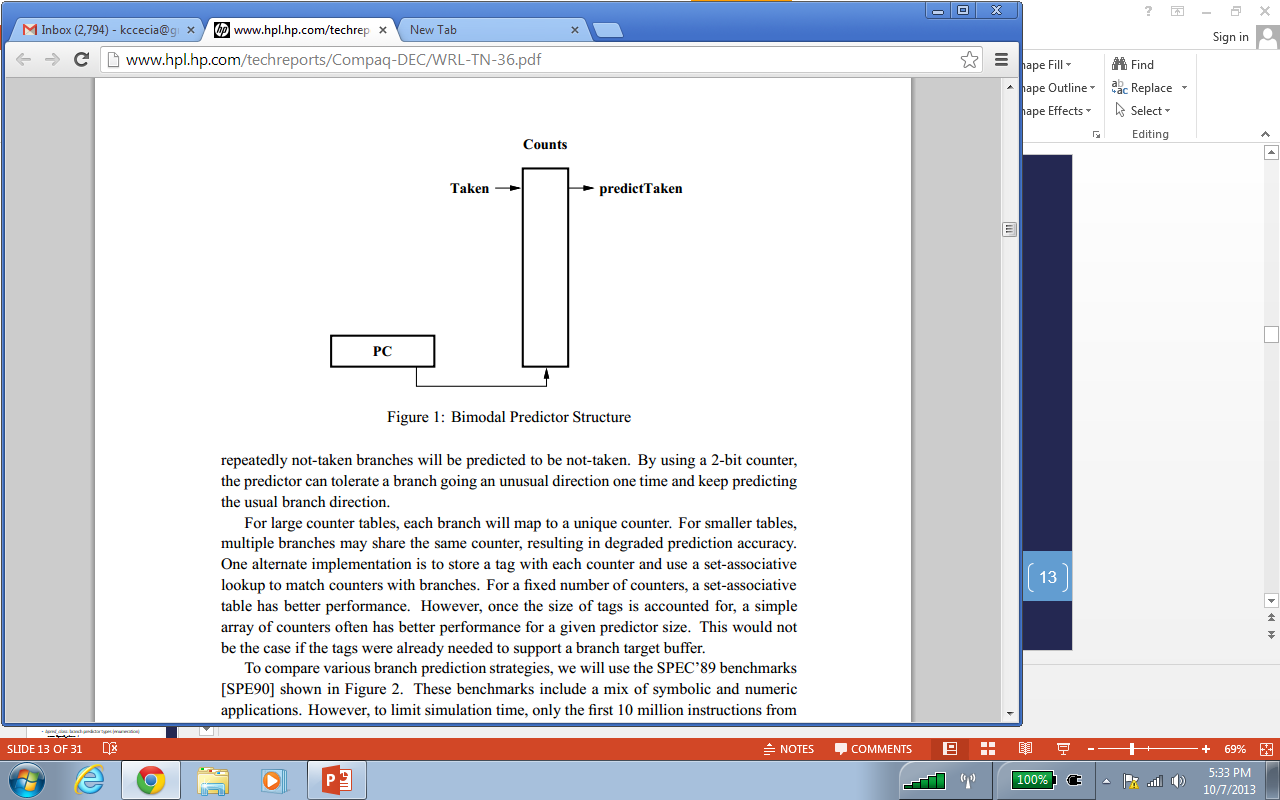 Inbox (2,794) - kccecia@g
www.hpl.hp.com/techrep
New Tab
www.hpl.hp.com/techreports/Compaq-DEC/WRL-TN-36.pdf
Sign in
hape Fill
hape Outline
hape Effects
Find
Replace
Select
Editing
Counts
Taken
predictTaken
PC
Figure 1: Bimodal Predictor Structure
repeatedly not-taken branches will be predicted to be not-taken. By using a 2-bit counter,
the predictor can tolerate a branch going an unusual direction one time and keep predicting
the usual branch direction.
For large counter tables, each branch will map to a unique counter. For smaller tables,
multiple branches may share the same counter, resulting in degraded prediction accuracy.
One alternate implementation is to store a tag with each counter and use a set-associative
lookup to match counters with branches. For a fixed number of counters, a set-associative
table has better performance. However, once the size of tags is accounted for, a simple
array of counters often has better performance for a given predictor size. This would not
be the case if the tags were already needed to support a branch target buffer.
To compare various branch prediction strategies, we will use the SPEC'89 benchmarks
[SPE90] shown in Figure 2. These benchmarks include a mix of symbolic and numeric
applications. However, to limit simulation time, only the first 10 million instructions from
13
SLIDE 13 OF 31
NOTES
COMMENTS
69%
100%
5:33 PM
10/7/2013